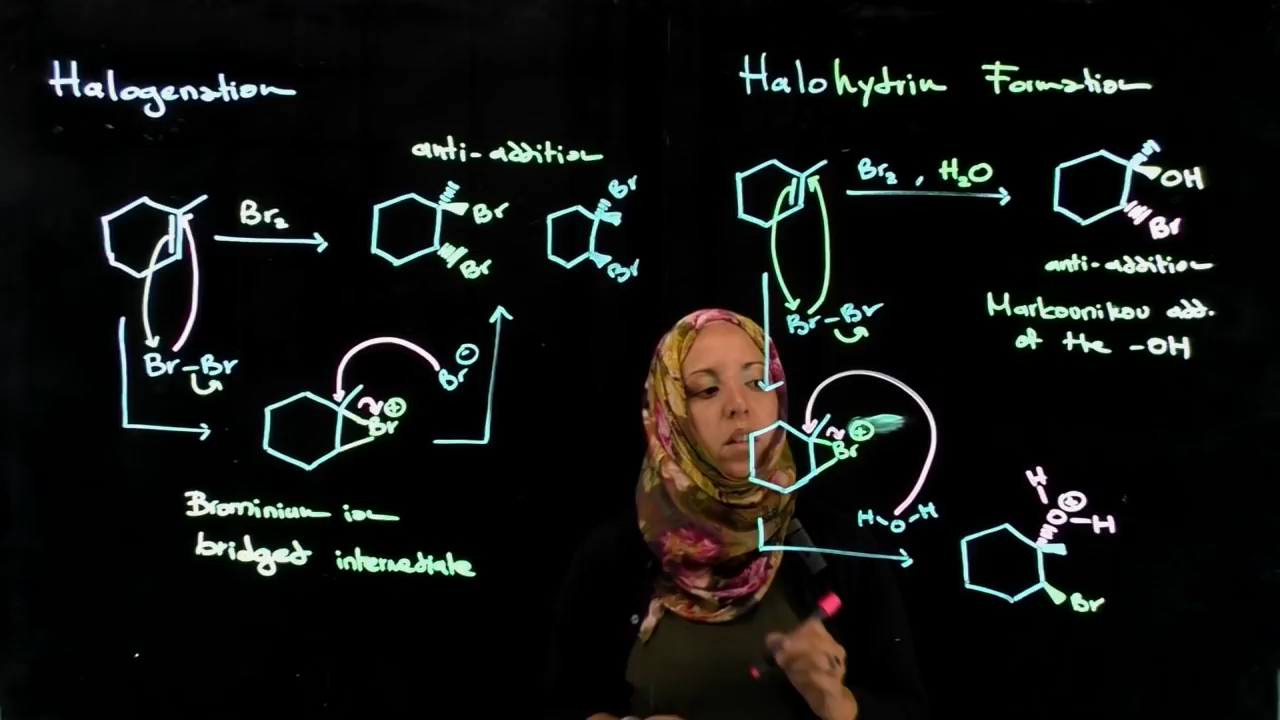 Halogenation
anti-addition
Br₂
Br
Br
Br
Br
Br-Br
Br ⊖
Br ⊕
Brominium ion
bridged intermediate
Halohydrin Formation
Br₂ , H₂O
OH
Br
anti-addition
Markovnikov add.
of the -OH
Br-Br
Br ⊕
H-O-H
H
O ⊕ -H
Br